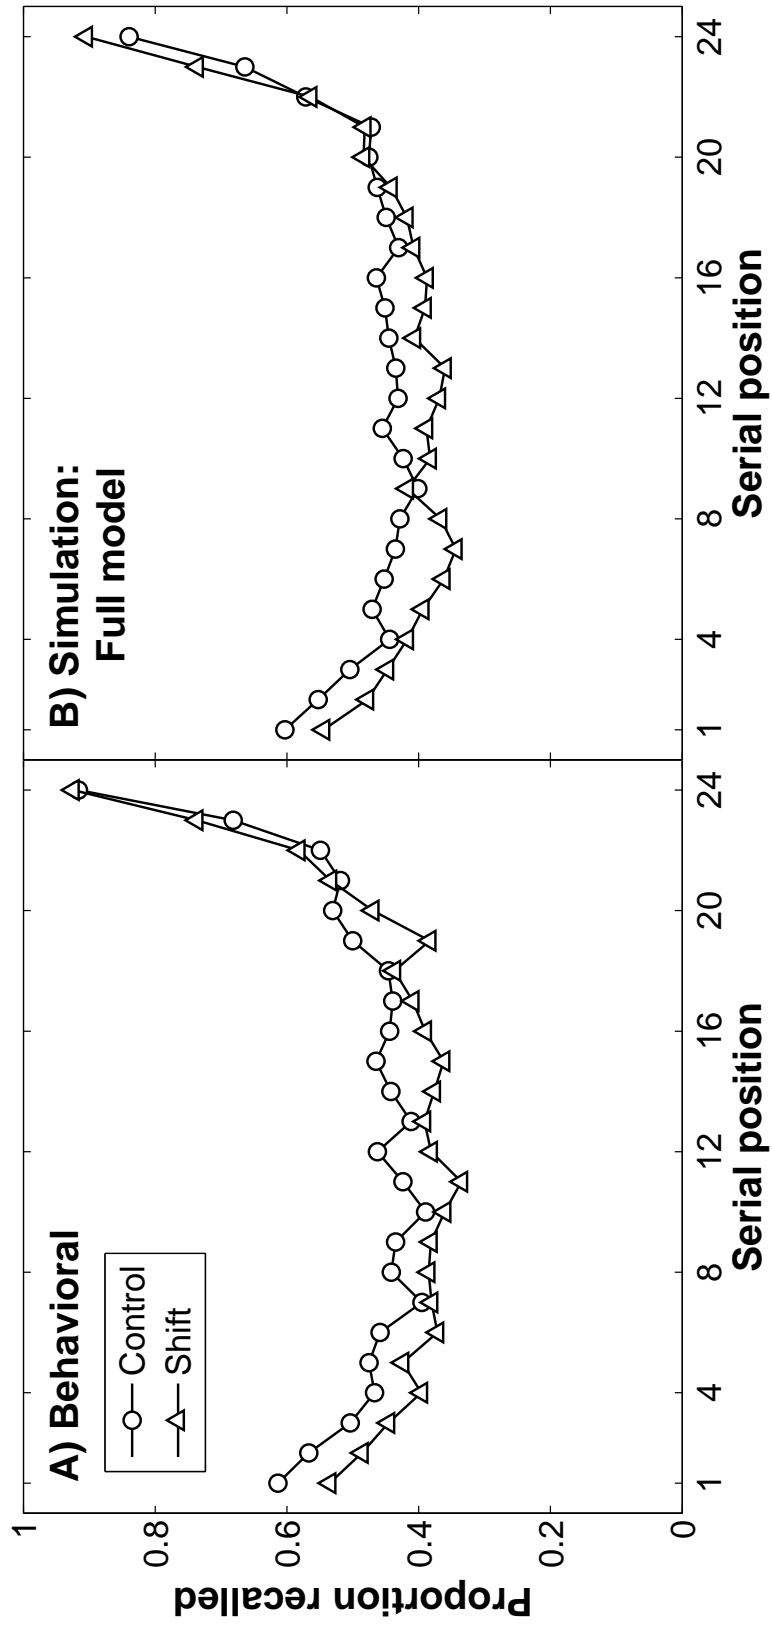 A) Behavioral
Control
Shift
Proportion recalled
1
0.8
0.6
0.4
0.2
0
1 4 8 12 16 20 24
Serial position
B) Simulation:
Full model
1 4 8 12 16 20 24
Serial position